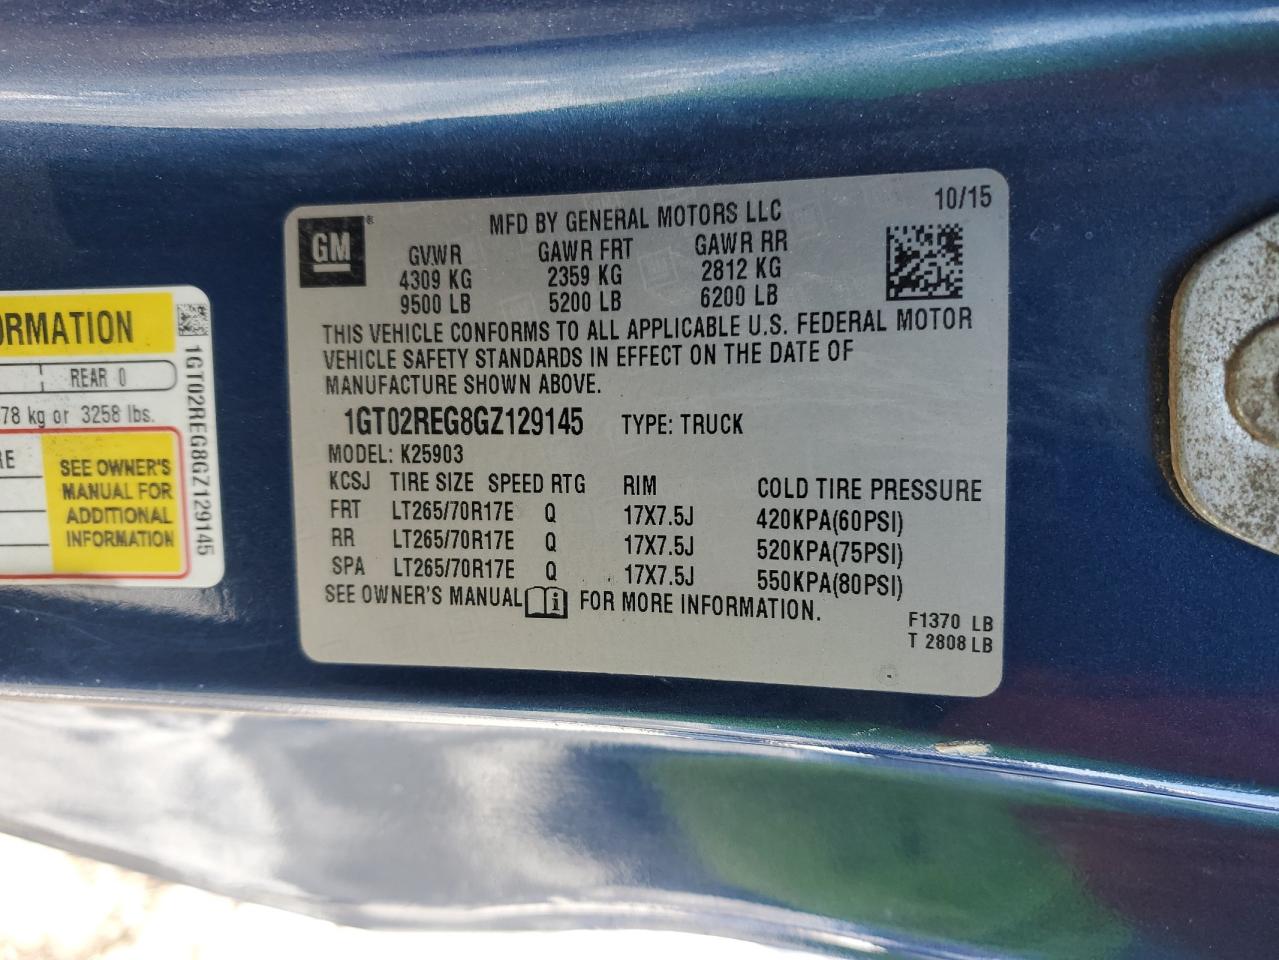 GM ®
MFD BY GENERAL MOTORS LLC
10/15
GVWR GAWR FRT GAWR RR
4309 KG 2359 KG 2812 KG
9500 LB 5200 LB 6200 LB
THIS VEHICLE CONFORMS TO ALL APPLICABLE U.S. FEDERAL MOTOR
VEHICLE SAFETY STANDARDS IN EFFECT ON THE DATE OF
MANUFACTURE SHOWN ABOVE.
1GT02REG8GZ129145 TYPE: TRUCK
MODEL: K25903
KCSJ TIRE SIZE SPEED RTG RIM COLD TIRE PRESSURE
FRT LT265/70R17E Q 17X7.5J 420KPA(60PSI)
RR LT265/70R17E Q 17X7.5J 520KPA(75PSI)
SPA LT265/70R17E Q 17X7.5J 550KPA(80PSI)
SEE OWNER'S MANUAL i FOR MORE INFORMATION.
F1370 LB
T 2808 LB
ORMATION
REAR 0
78 kg or 3258 lbs.
RE
SEE OWNER'S
MANUAL FOR
ADDITIONAL
INFORMATION
1GT02REG8GZ129145